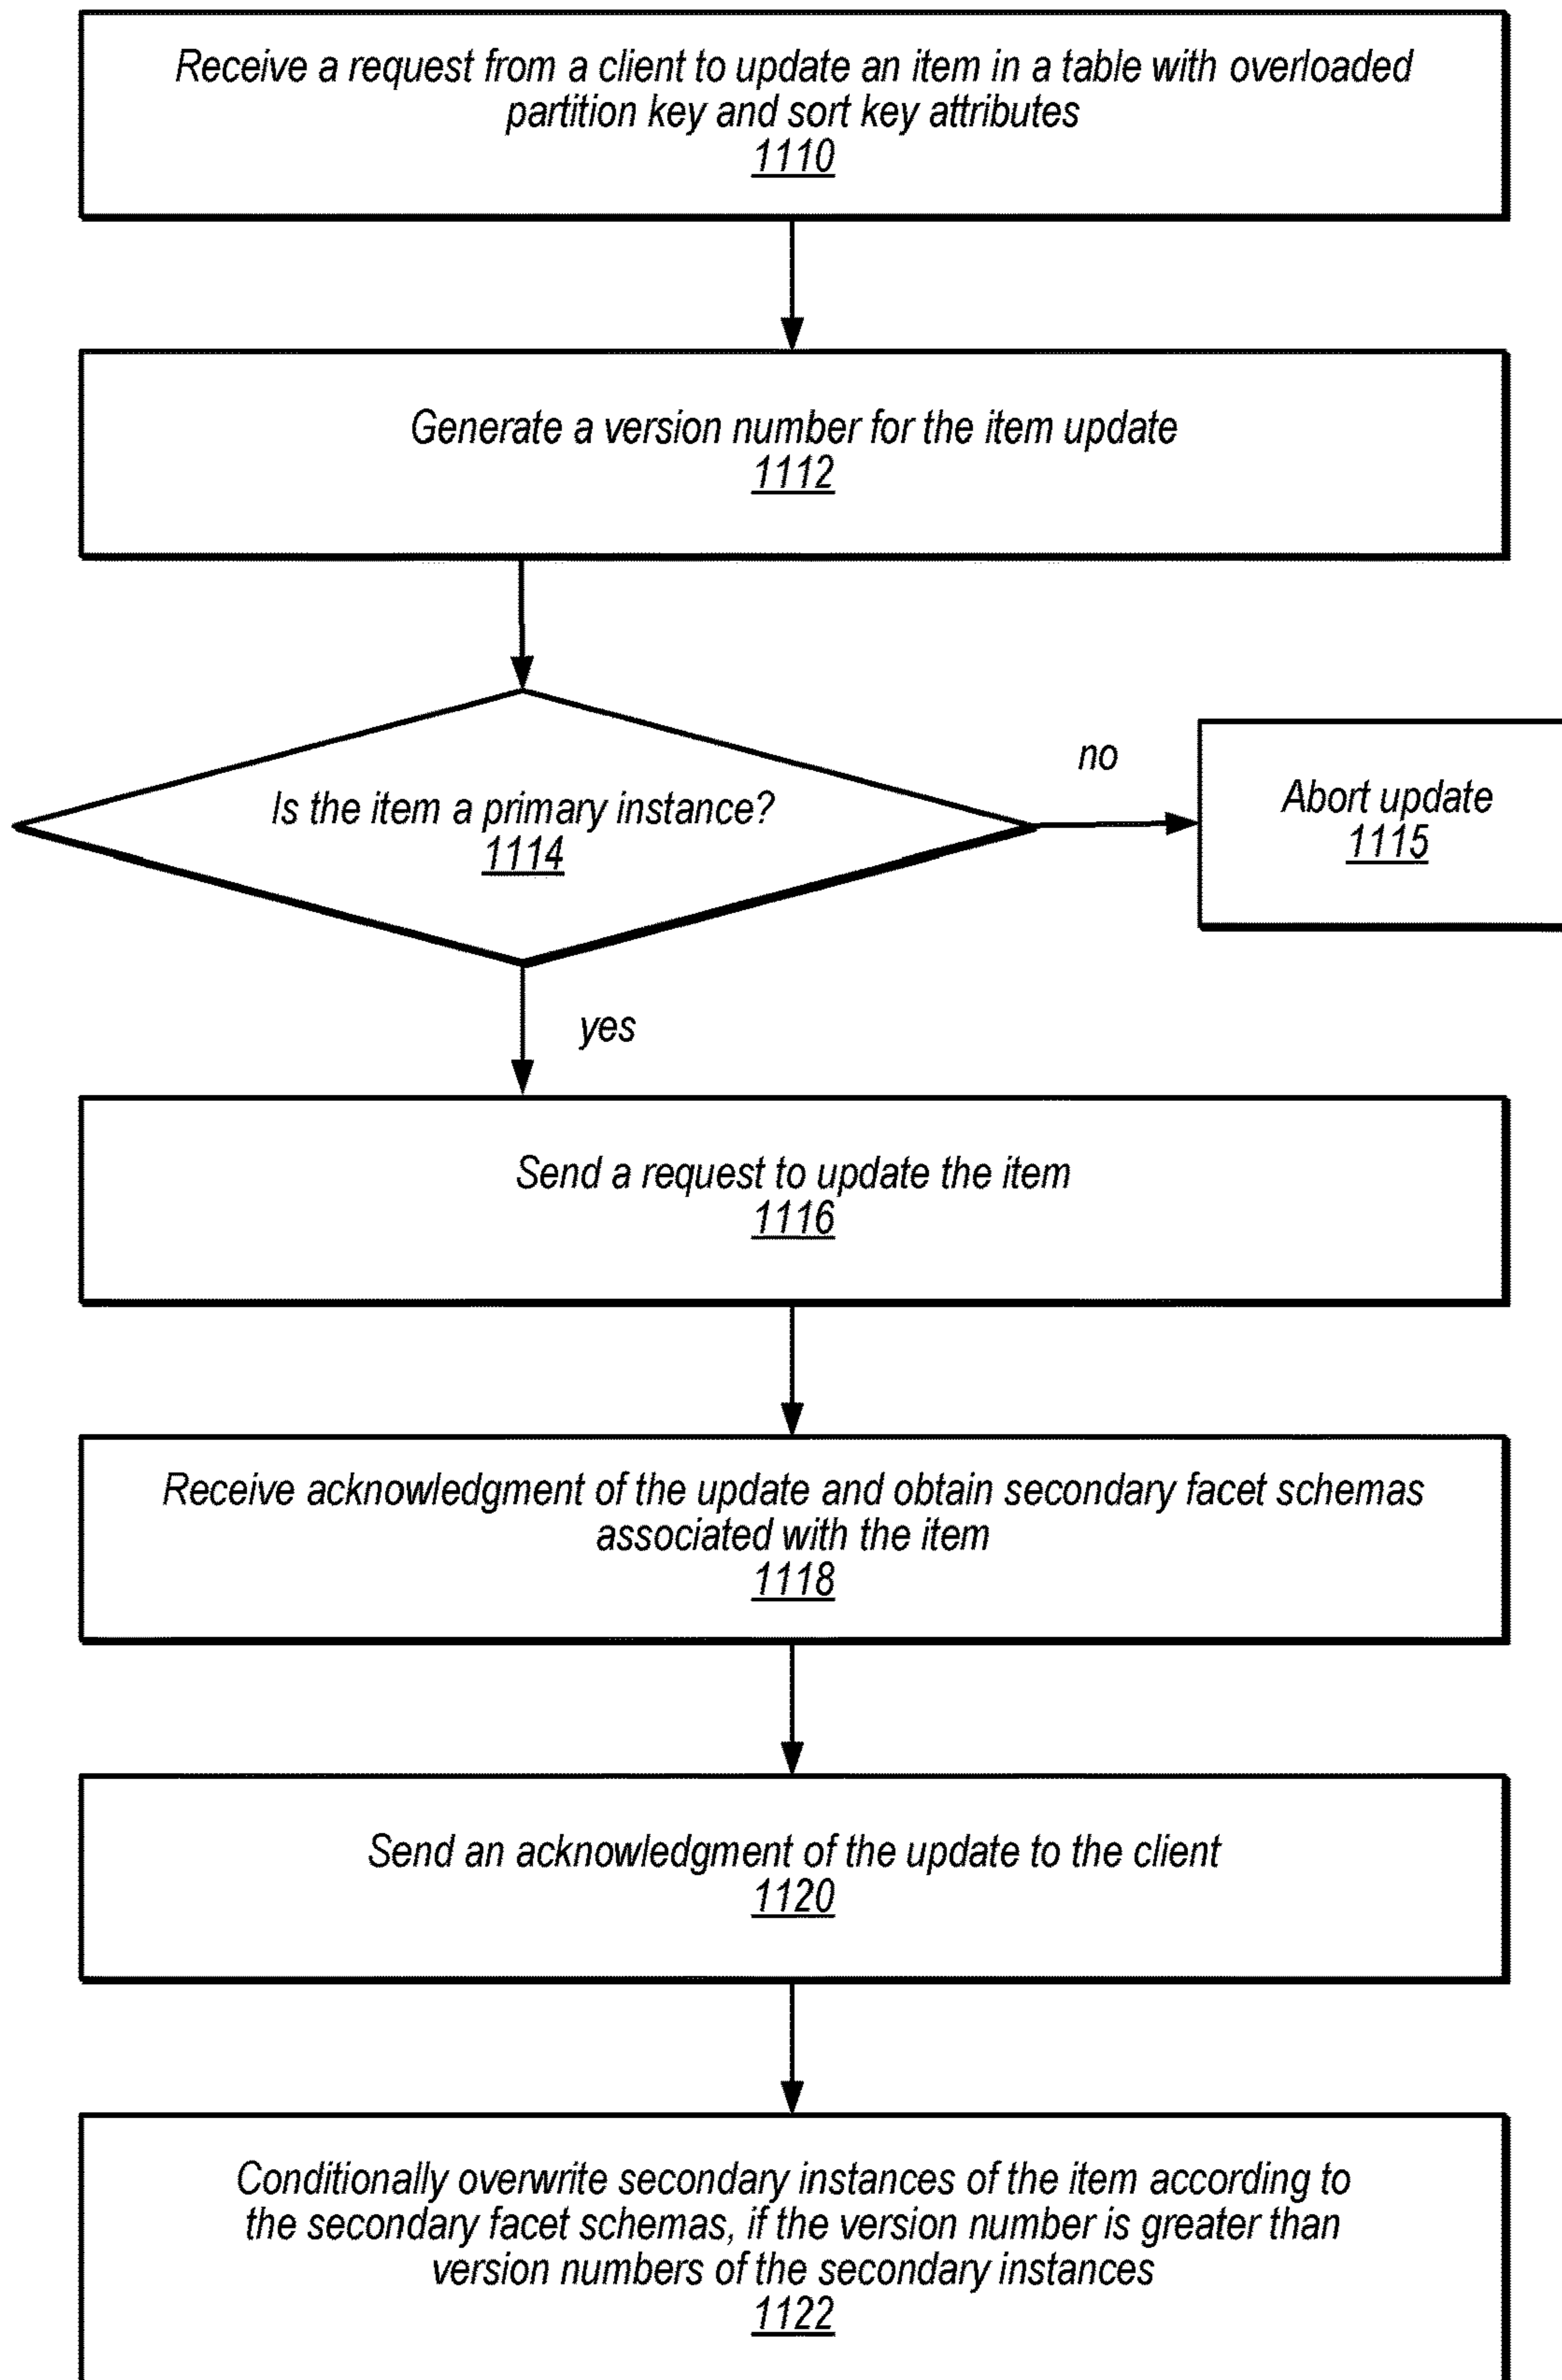 Receive a request from a client to update an item in a table with overloaded
partition key and sort key attributes
1110
Generate a version number for the item update
1112
Is the item a primary instance?
1114
no
Abort update
1115
yes
Send a request to update the item
1116
Receive acknowledgment of the update and obtain secondary facet schemas
associated with the item
1118
Send an acknowledgment of the update to the client
1120
Conditionally overwrite secondary instances of the item according to
the secondary facet schemas, if the version number is greater than
version numbers of the secondary instances
1122